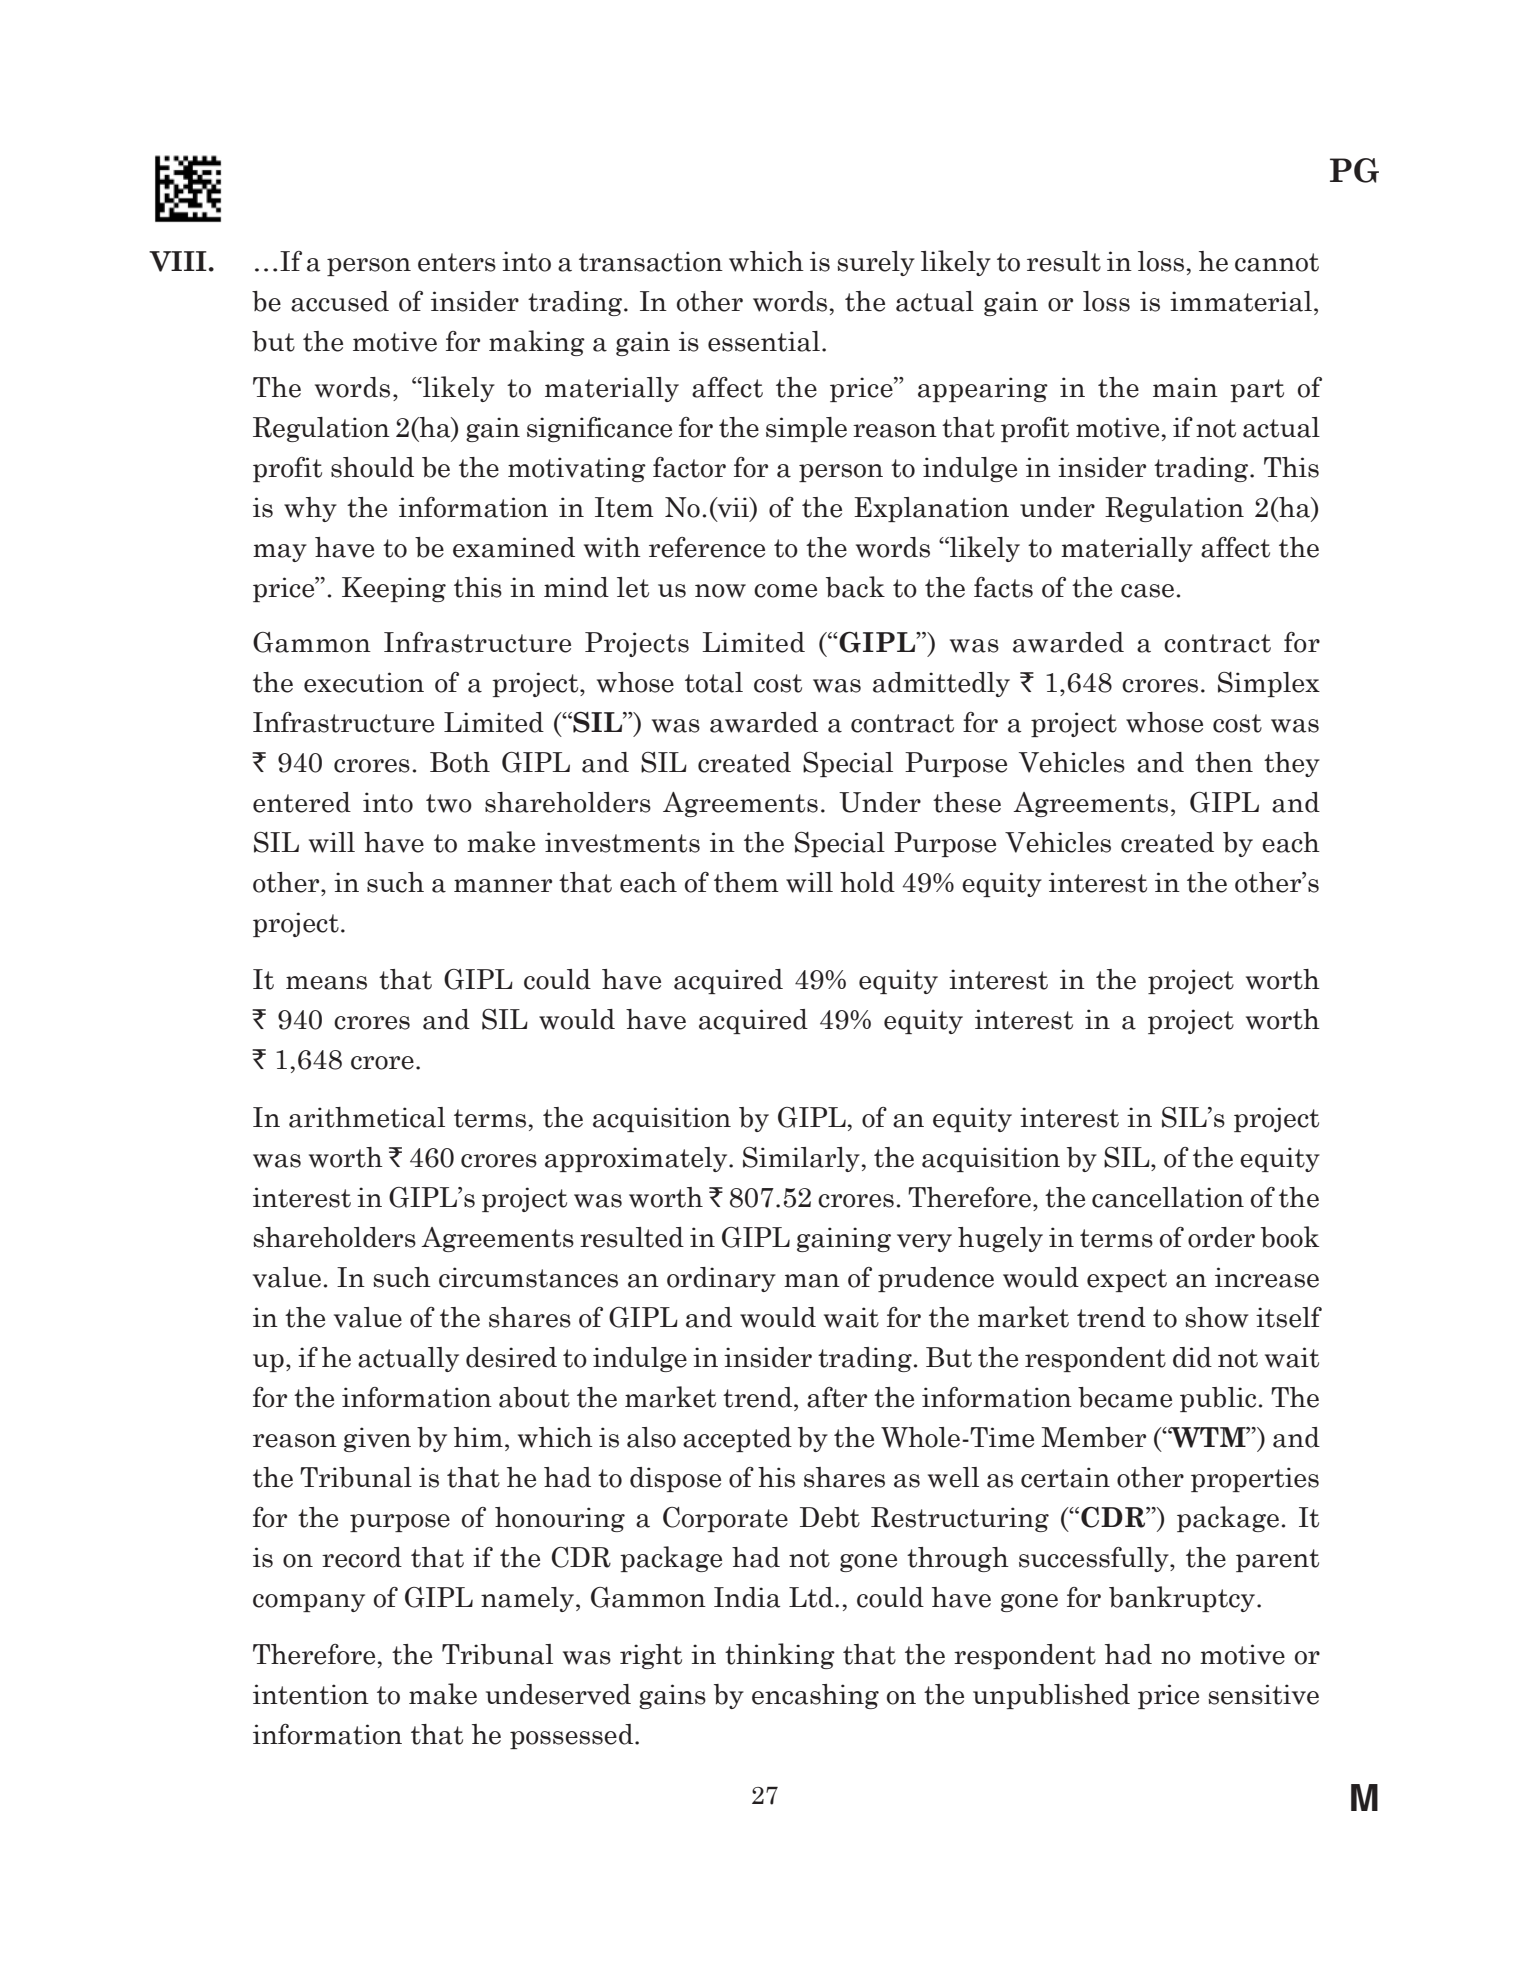 PG
VIII. …If a person enters into a transaction which is surely likely to result in loss, he cannot
be accused of insider trading. In other words, the actual gain or loss is immaterial,
but the motive for making a gain is essential.
The words, “likely to materially affect the price” appearing in the main part of
Regulation 2(ha) gain significance for the simple reason that profit motive, if not actual
profit should be the motivating factor for a person to indulge in insider trading. This
is why the information in Item No.(vii) of the Explanation under Regulation 2(ha)
may have to be examined with reference to the words “likely to materially affect the
price”. Keeping this in mind let us now come back to the facts of the case.
Gammon Infrastructure Projects Limited (“GIPL”) was awarded a contract for
the execution of a project, whose total cost was admittedly ₹ 1,648 crores. Simplex
Infrastructure Limited (“SIL”) was awarded a contract for a project whose cost was
₹ 940 crores. Both GIPL and SIL created Special Purpose Vehicles and then they
entered into two shareholders Agreements. Under these Agreements, GIPL and
SIL will have to make investments in the Special Purpose Vehicles created by each
other, in such a manner that each of them will hold 49% equity interest in the other’s
project.
It means that GIPL could have acquired 49% equity interest in the project worth
₹ 940 crores and SIL would have acquired 49% equity interest in a project worth
₹ 1,648 crore.
In arithmetical terms, the acquisition by GIPL, of an equity interest in SIL’s project
was worth ₹ 460 crores approximately. Similarly, the acquisition by SIL, of the equity
interest in GIPL’s project was worth ₹ 807.52 crores. Therefore, the cancellation of the
shareholders Agreements resulted in GIPL gaining very hugely in terms of order book
value. In such circumstances an ordinary man of prudence would expect an increase
in the value of the shares of GIPL and would wait for the market trend to show itself
up, if he actually desired to indulge in insider trading. But the respondent did not wait
for the information about the market trend, after the information became public. The
reason given by him, which is also accepted by the Whole-Time Member (“WTM”) and
the Tribunal is that he had to dispose of his shares as well as certain other properties
for the purpose of honouring a Corporate Debt Restructuring (“CDR”) package. It
is on record that if the CDR package had not gone through successfully, the parent
company of GIPL namely, Gammon India Ltd., could have gone for bankruptcy.
Therefore, the Tribunal was right in thinking that the respondent had no motive or
intention to make undeserved gains by encashing on the unpublished price sensitive
information that he possessed.
27
M